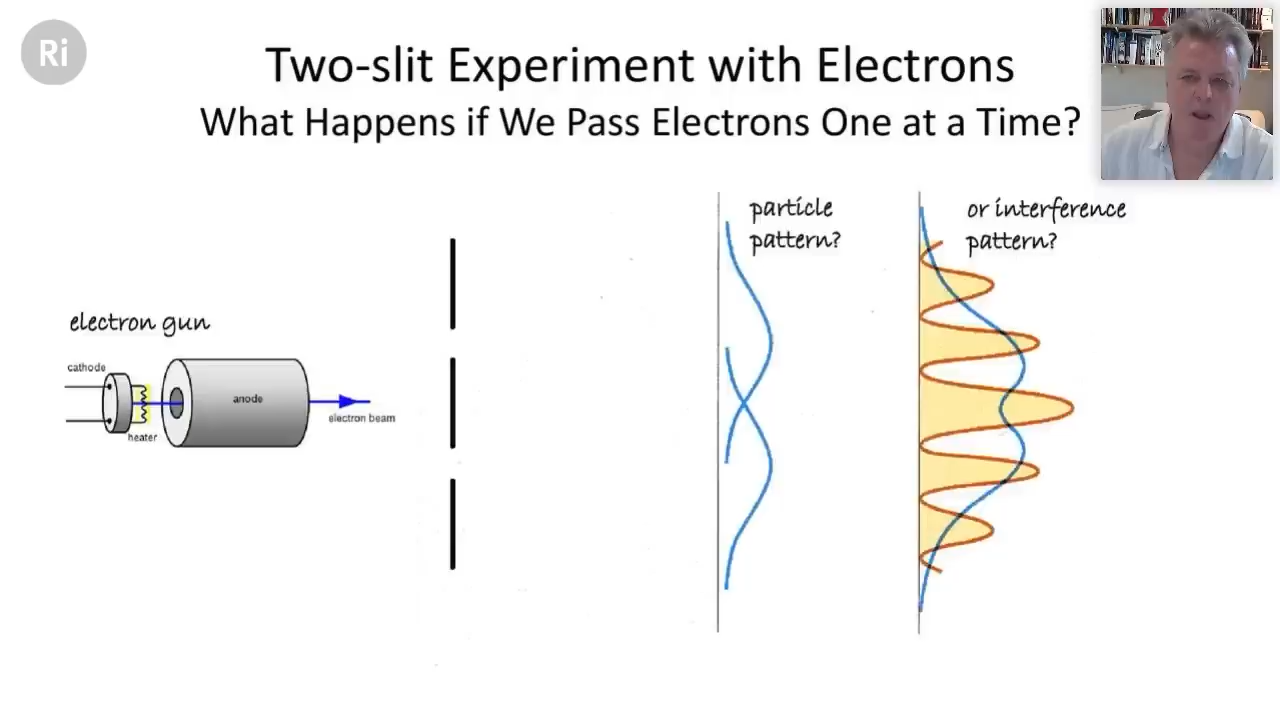 Ri
Two-slit Experiment with Electrons
What Happens if We Pass Electrons One at a Time?
particle
pattern?
or interference
pattern?
electron gun
cathode
anode
heater
electron beam